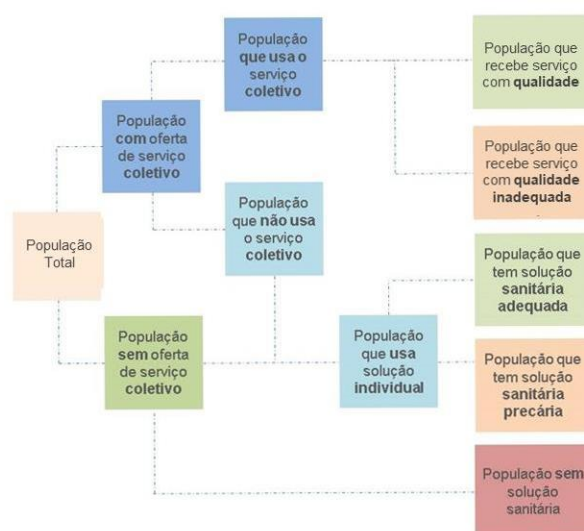 População
que usa o
serviço
coletivo
População que
recebe serviço
com qualidade
População
com oferta
de serviço
coletivo
População que
recebe serviço
com qualidade
inadequada
População
que não usa
o serviço
coletivo
População
Total
População que
tem solução
sanitária
adequada
População
sem oferta
de serviço
coletivo
População
que usa
solução
individual
População que
tem solução
sanitária
precária
População sem
solução
sanitária